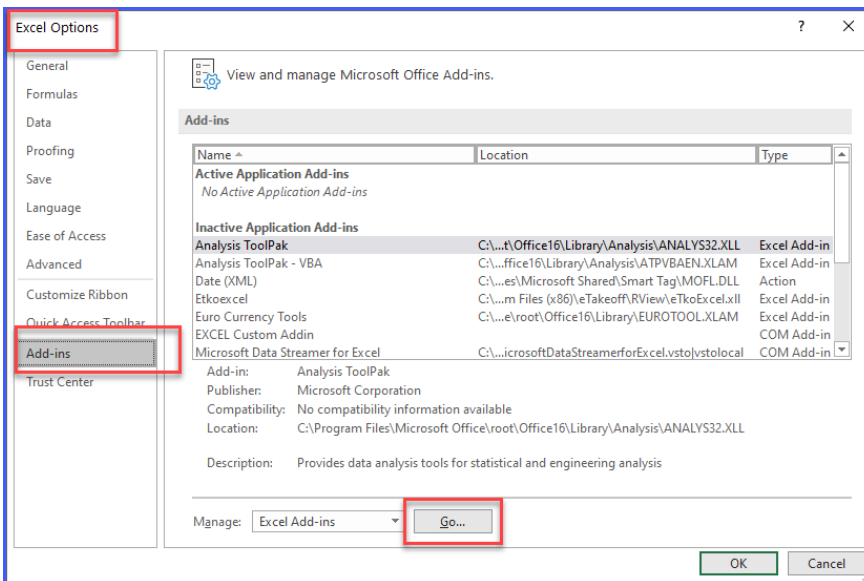 Excel Options ?
General
Formulas
Data
Proofing
Save
Language
Ease of Access
Advanced
Customize Ribbon
Quick Access Toolbar
Add-ins
Trust Center
View and manage Microsoft Office Add-ins.
Add-ins
Name Location Type
Active Application Add-ins
No Active Application Add-ins
Inactive Application Add-ins
Analysis ToolPak C:\...t\Office16\Library\Analysis\ANALYS32.XLL Excel Add-in
Analysis ToolPak - VBA C:\...ffice16\Library\Analysis\ATPVBAEN.XLAM Excel Add-in
Date (XML) C:\...es\Microsoft Shared\Smart Tag\MOFL.DLL Action
Etkoexcel C:\...m Files (x86)\eTakeoff\RView\eTkoExcel.xll Excel Add-in
Euro Currency Tools C:\...e\root\Office16\Library\EUROTOOL.XLAM Excel Add-in
EXCEL Custom Addin COM Add-in
Microsoft Data Streamer for Excel C:\...icrosoftDataStreamerforExcel.vsto|vstolocal COM Add-in
Add-in: Analysis ToolPak
Publisher: Microsoft Corporation
Compatibility: No compatibility information available
Location: C:\Program Files\Microsoft Office\root\Office16\Library\Analysis\ANALYS32.XLL
Description: Provides data analysis tools for statistical and engineering analysis
Manage: Excel Add-ins Go...
OK Cancel